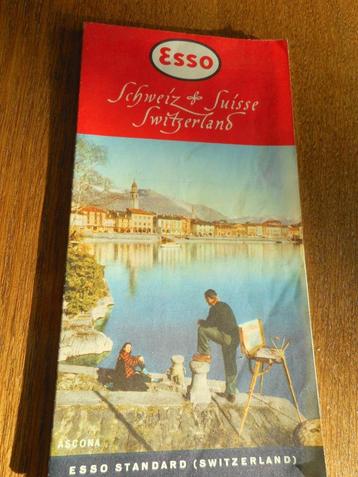 Esso
Schweiz + Suisse
Switzerland
ASCONA
ESSO STANDARD (SWITZERLAND)